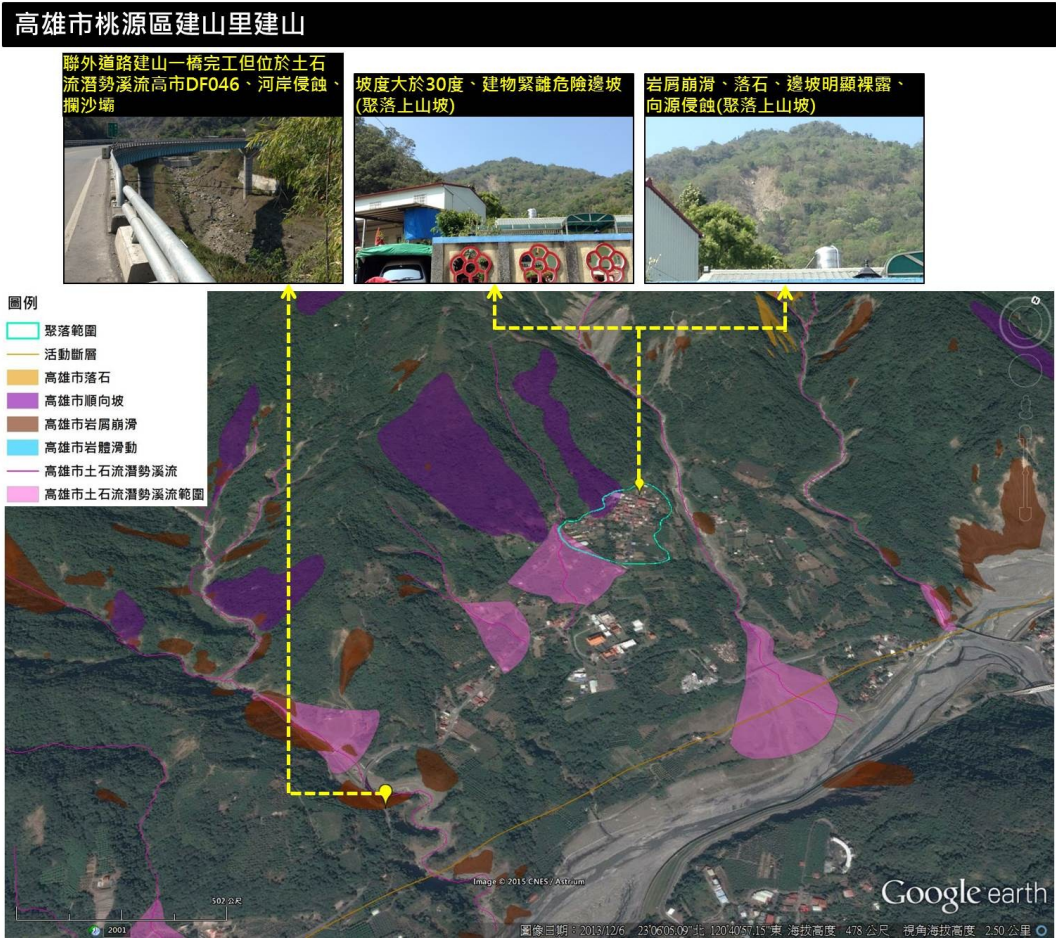 高雄市桃源區建山里建山
聯外道路建山一橋完工但位於土石
流潛勢溪流高市DF046、河岸侵蝕、
攔沙壩
坡度大於30度、建物緊鄰危險邊坡
(聚落上山坡)
岩屑崩滑、落石、邊坡明顯裸露、
向源侵蝕(聚落上山坡)
圖例
聚落範圍
活動斷層
高雄市落石
高雄市順向坡
高雄市岩屑崩滑
高雄市岩體滑動
高雄市土石流潛勢溪流
高雄市土石流潛勢溪流範圍
Image © 2015 CNES / Astrium
Google earth
502 公尺
2001
圖像日期：2013/12/6 23°06'05.09"北 120°40'57.15"東 海拔高度 478 公尺 視角海拔高度 2.50 公里